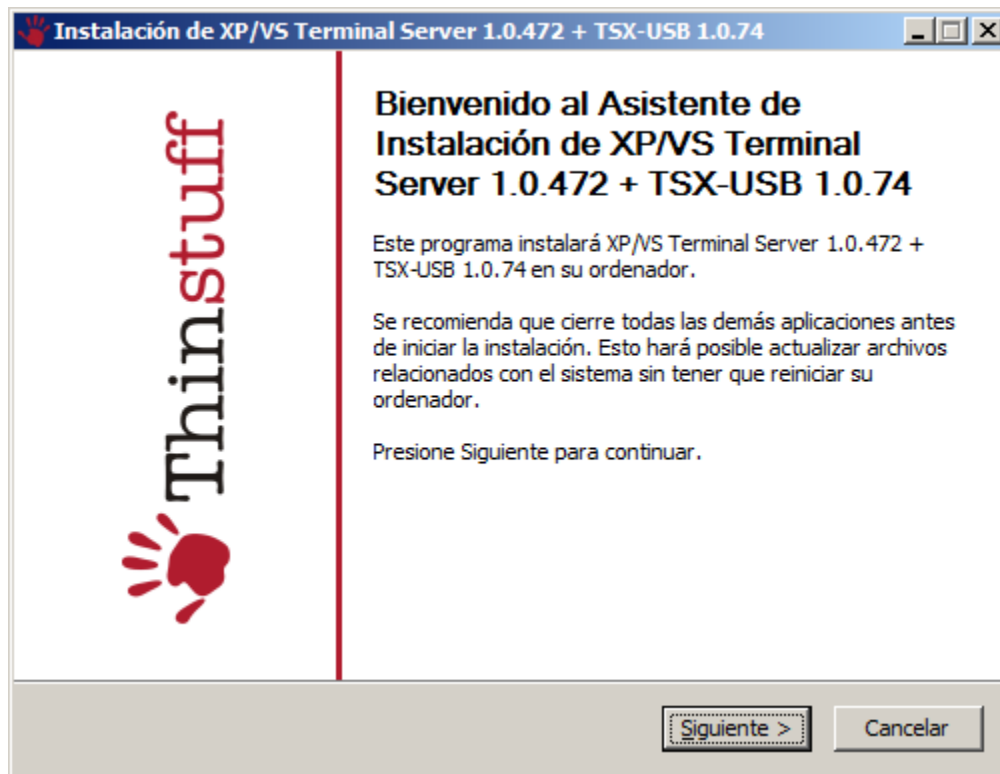 Instalación de XP/VS Terminal Server 1.0.472 + TSX-USB 1.0.74
Thinstuff
Bienvenido al Asistente de
Instalación de XP/VS Terminal
Server 1.0.472 + TSX-USB 1.0.74
Este programa instalará XP/VS Terminal Server 1.0.472 +
TSX-USB 1.0.74 en su ordenador.
Se recomienda que cierre todas las demás aplicaciones antes
de iniciar la instalación. Esto hará posible actualizar archivos
relacionados con el sistema sin tener que reiniciar su
ordenador.
Presione Siguiente para continuar.
Siguiente >
Cancelar